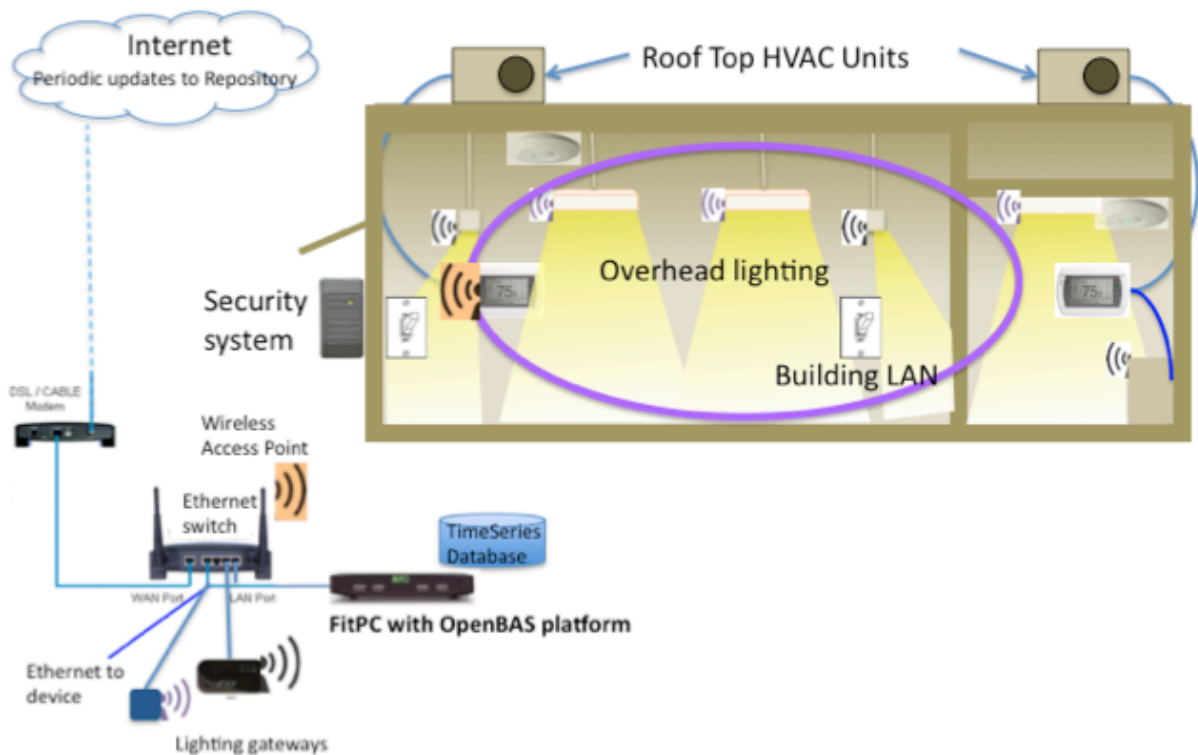 Internet
Periodic updates to Repository
Roof Top HVAC Units
Overhead lighting
75
75
Security
system
Building LAN
DSL / CABLE
Modem
Wireless
Access Point
Ethernet
switch
TimeSeries
Database
WAN Port
LAN Port
FitPC with OpenBAS platform
Ethernet to
device
Lighting gateways